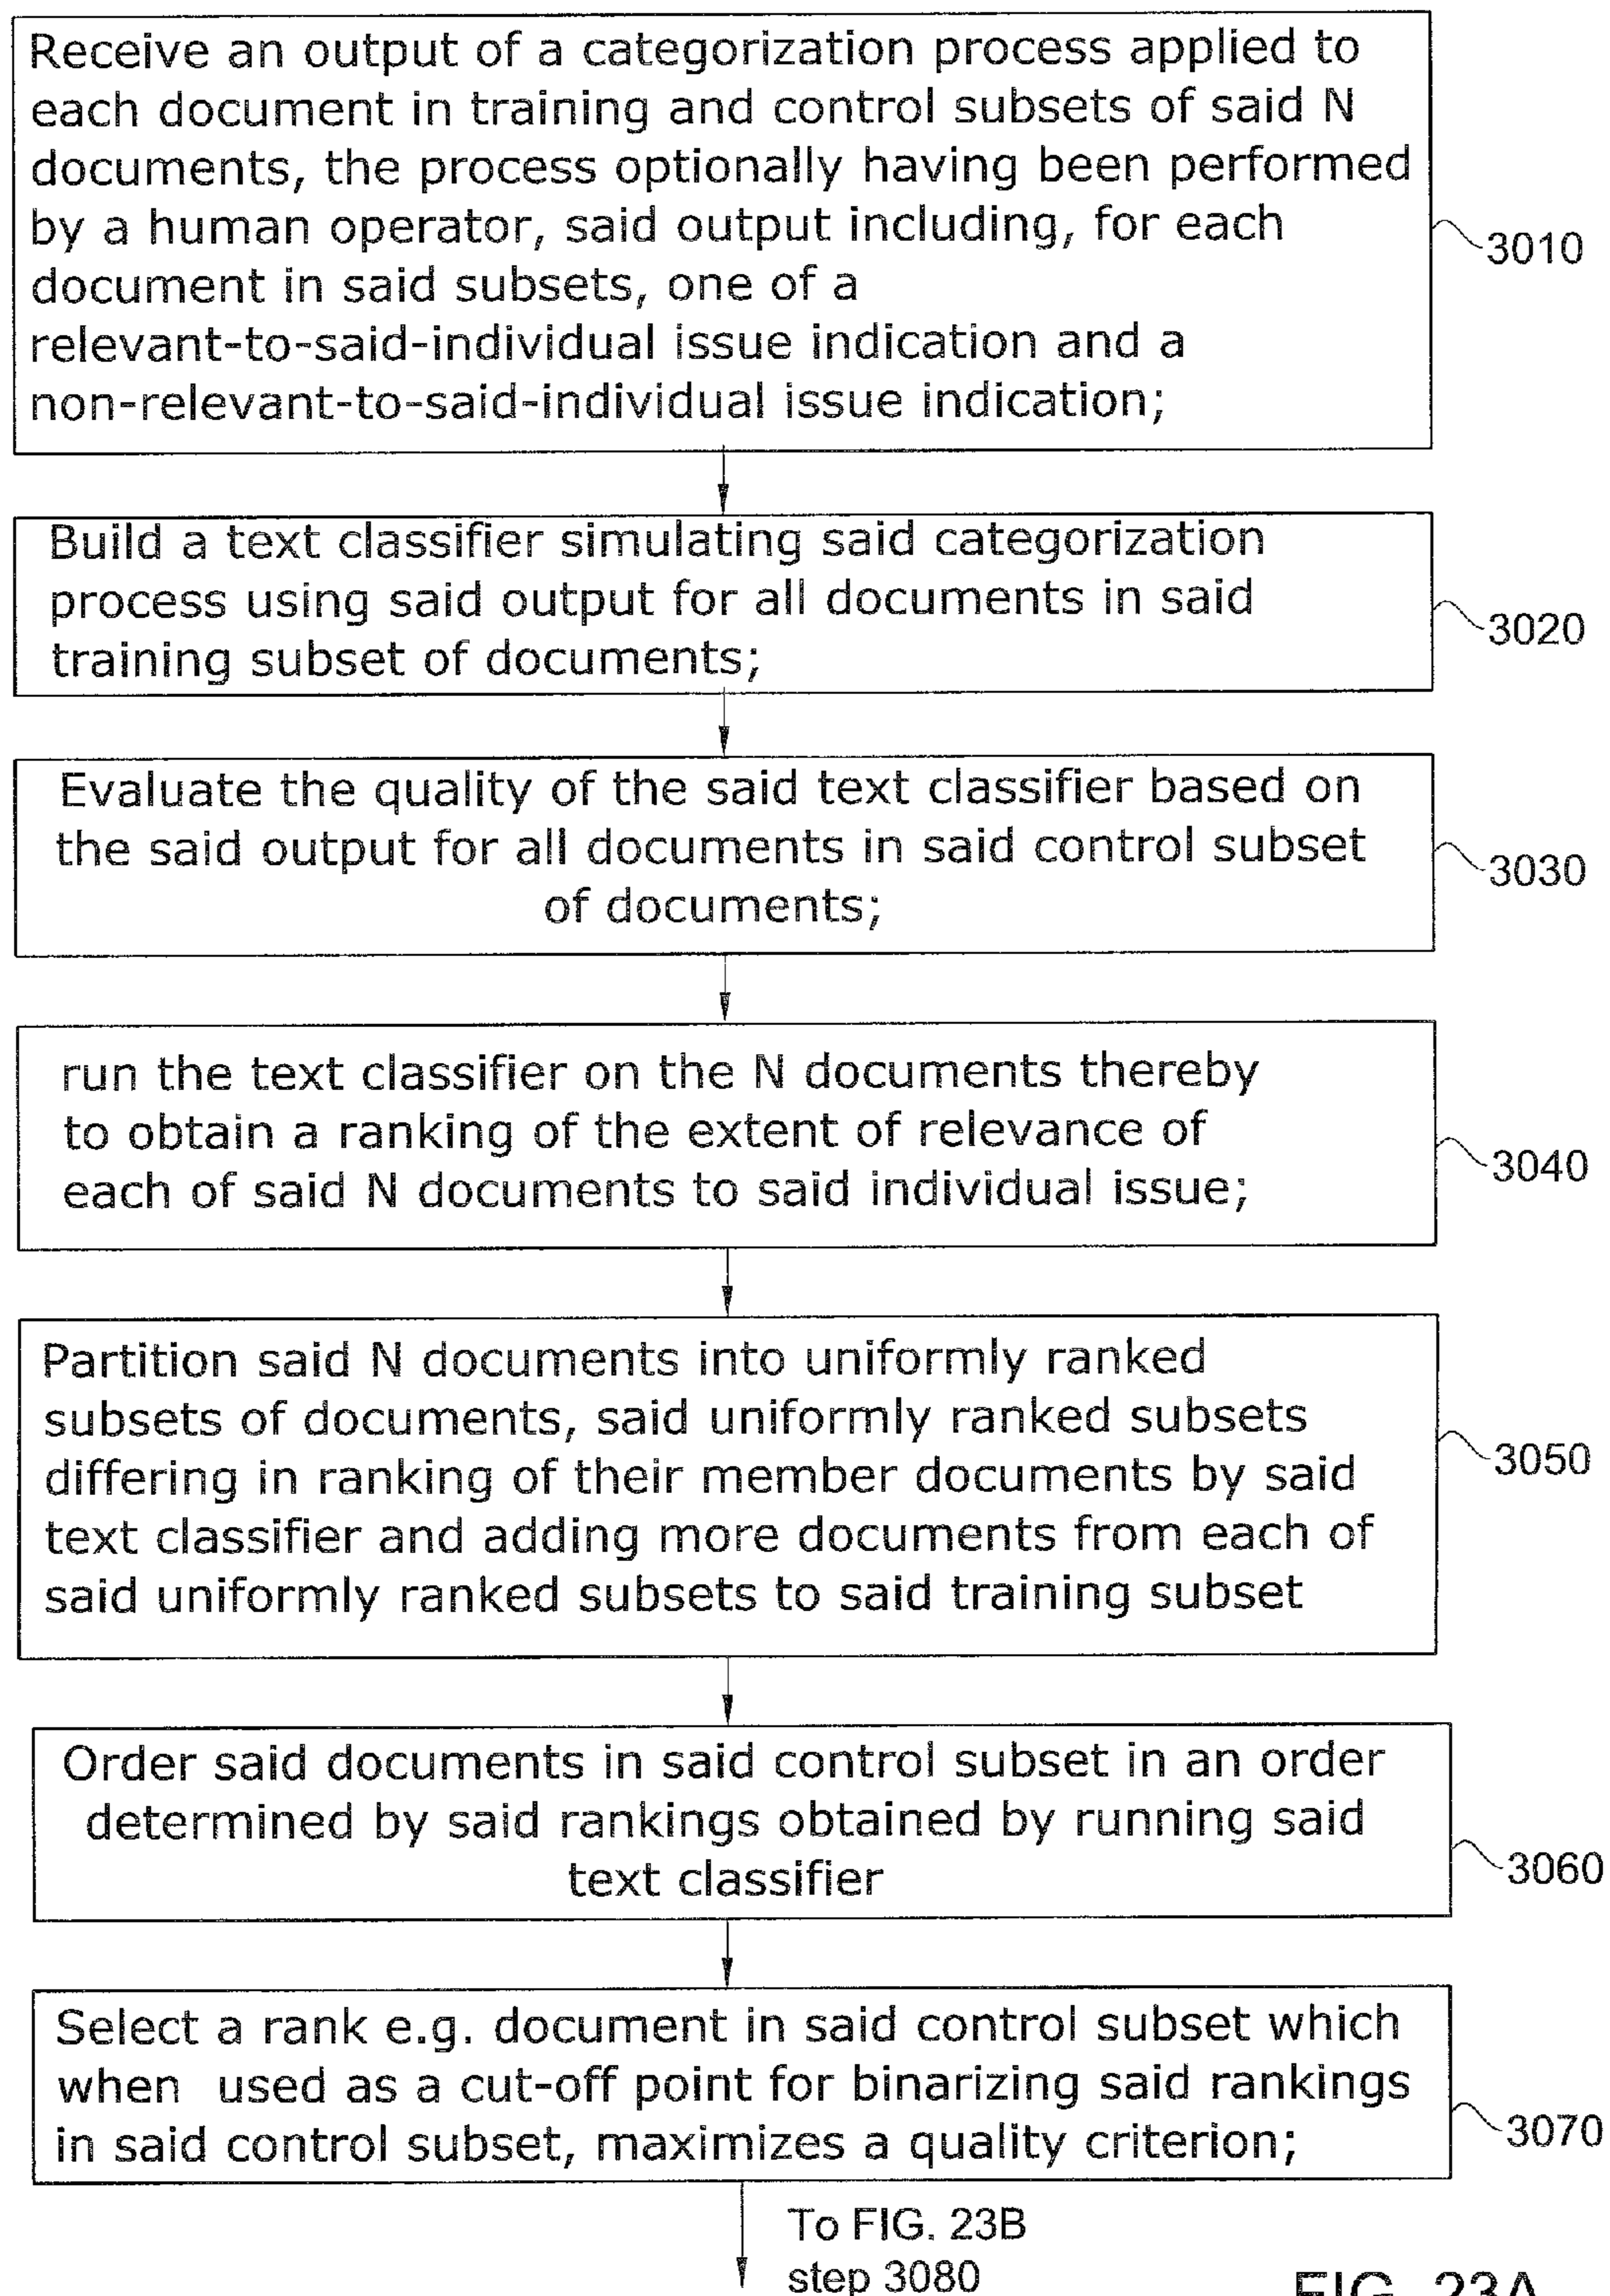 Receive an output of a categorization process applied to
each document in training and control subsets of said N
documents, the process optionally having been performed
by a human operator, said output including, for each
document in said subsets, one of a
relevant-to-said-individual issue indication and a
non-relevant-to-said-individual issue indication;
3010
Build a text classifier simulating said categorization
process using said output for all documents in said
training subset of documents;
3020
Evaluate the quality of the said text classifier based on
the said output for all documents in said control subset
of documents;
3030
run the text classifier on the N documents thereby
to obtain a ranking of the extent of relevance of
each of said N documents to said individual issue;
3040
Partition said N documents into uniformly ranked
subsets of documents, said uniformly ranked subsets
differing in ranking of their member documents by said
text classifier and adding more documents from each of
said uniformly ranked subsets to said training subset
3050
Order said documents in said control subset in an order
determined by said rankings obtained by running said
text classifier
3060
Select a rank e.g. document in said control subset which
when used as a cut-off point for binarizing said rankings
in said control subset, maximizes a quality criterion;
3070
To FIG. 23B
step 3080
FIG. 23A